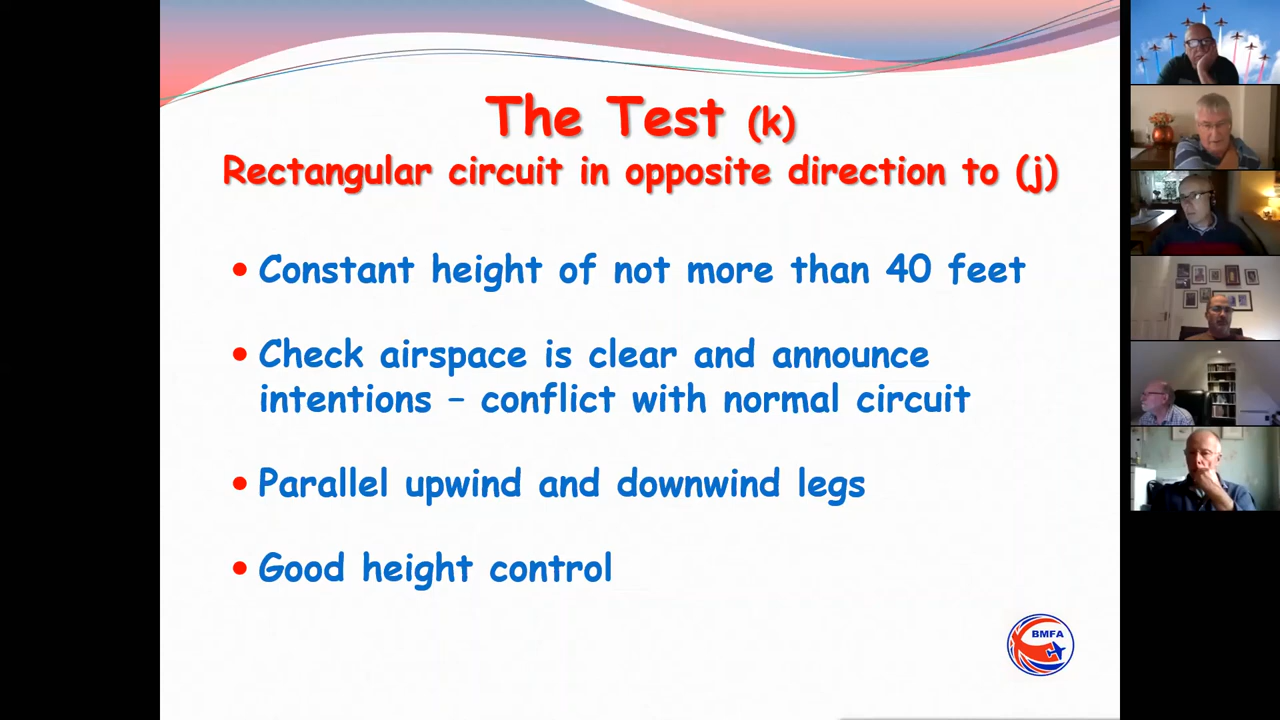 The Test (k)
Rectangular circuit in opposite direction to (j)
• Constant height of not more than 40 feet
• Check airspace is clear and announce
intentions – conflict with normal circuit
• Parallel upwind and downwind legs
• Good height control
BMFA